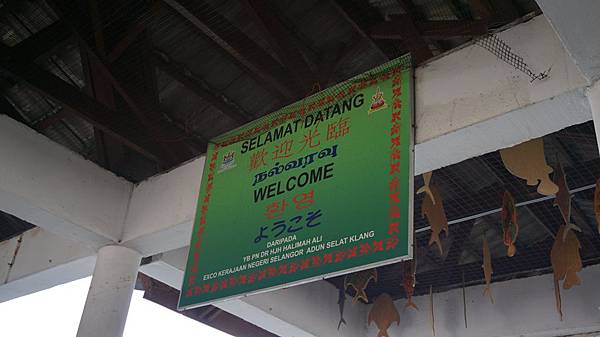 SELAMAT DATANG
歡迎光臨
நல்வரவு
WELCOME
환영
ようこそ
DARIPADA
YB PN DR HJH HALIMAH ALI
EXCO KERAJAAN NEGERI SELANGOR ADUN SELAT KLANG